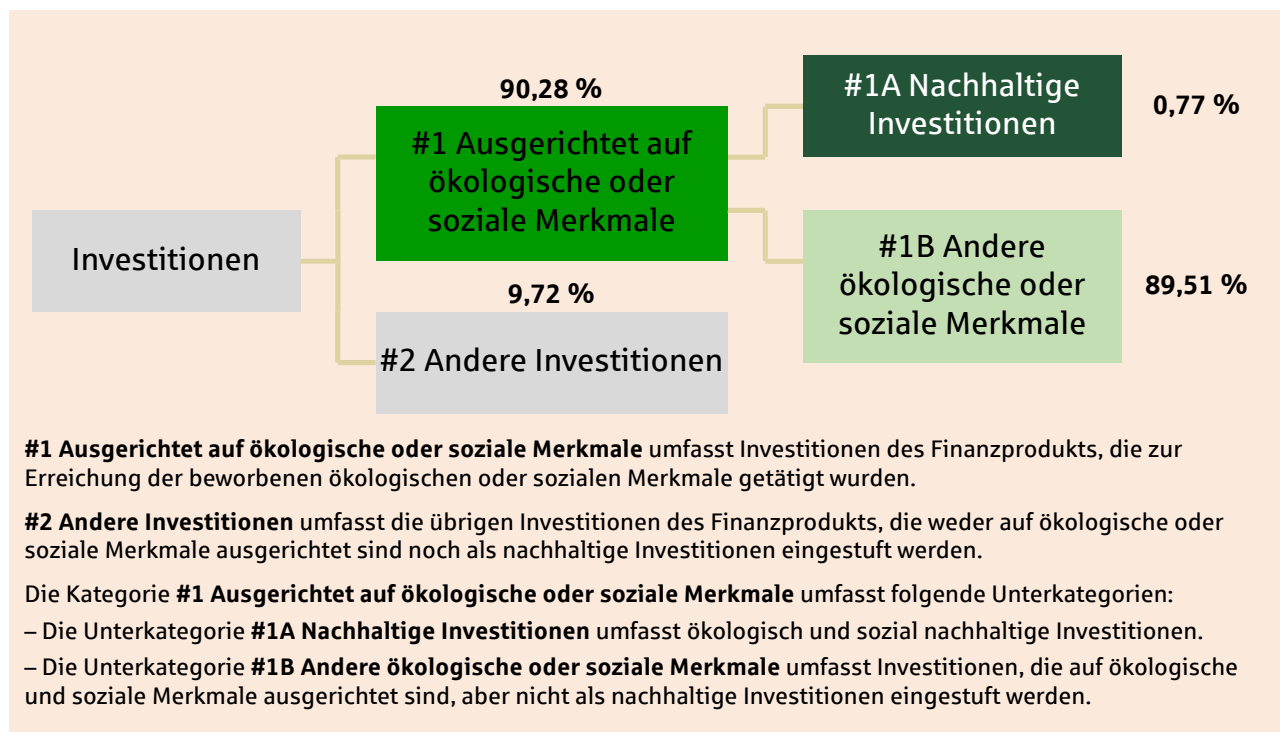 90,28 %
#1 Ausgerichtet auf
ökologische oder
soziale Merkmale
#1A Nachhaltige
Investitionen
0,77 %
Investitionen
#1B Andere
ökologische oder
soziale Merkmale
89,51 %
9,72 %
#2 Andere Investitionen
#1 Ausgerichtet auf ökologische oder soziale Merkmale umfasst Investitionen des Finanzprodukts, die zur
Erreichung der beworbenen ökologischen oder sozialen Merkmale getätigt wurden.
#2 Andere Investitionen umfasst die übrigen Investitionen des Finanzprodukts, die weder auf ökologische oder
soziale Merkmale ausgerichtet sind noch als nachhaltige Investitionen eingestuft werden.
Die Kategorie #1 Ausgerichtet auf ökologische oder soziale Merkmale umfasst folgende Unterkategorien:
– Die Unterkategorie #1A Nachhaltige Investitionen umfasst ökologisch und sozial nachhaltige Investitionen.
– Die Unterkategorie #1B Andere ökologische oder soziale Merkmale umfasst Investitionen, die auf ökologische
und soziale Merkmale ausgerichtet sind, aber nicht als nachhaltige Investitionen eingestuft werden.